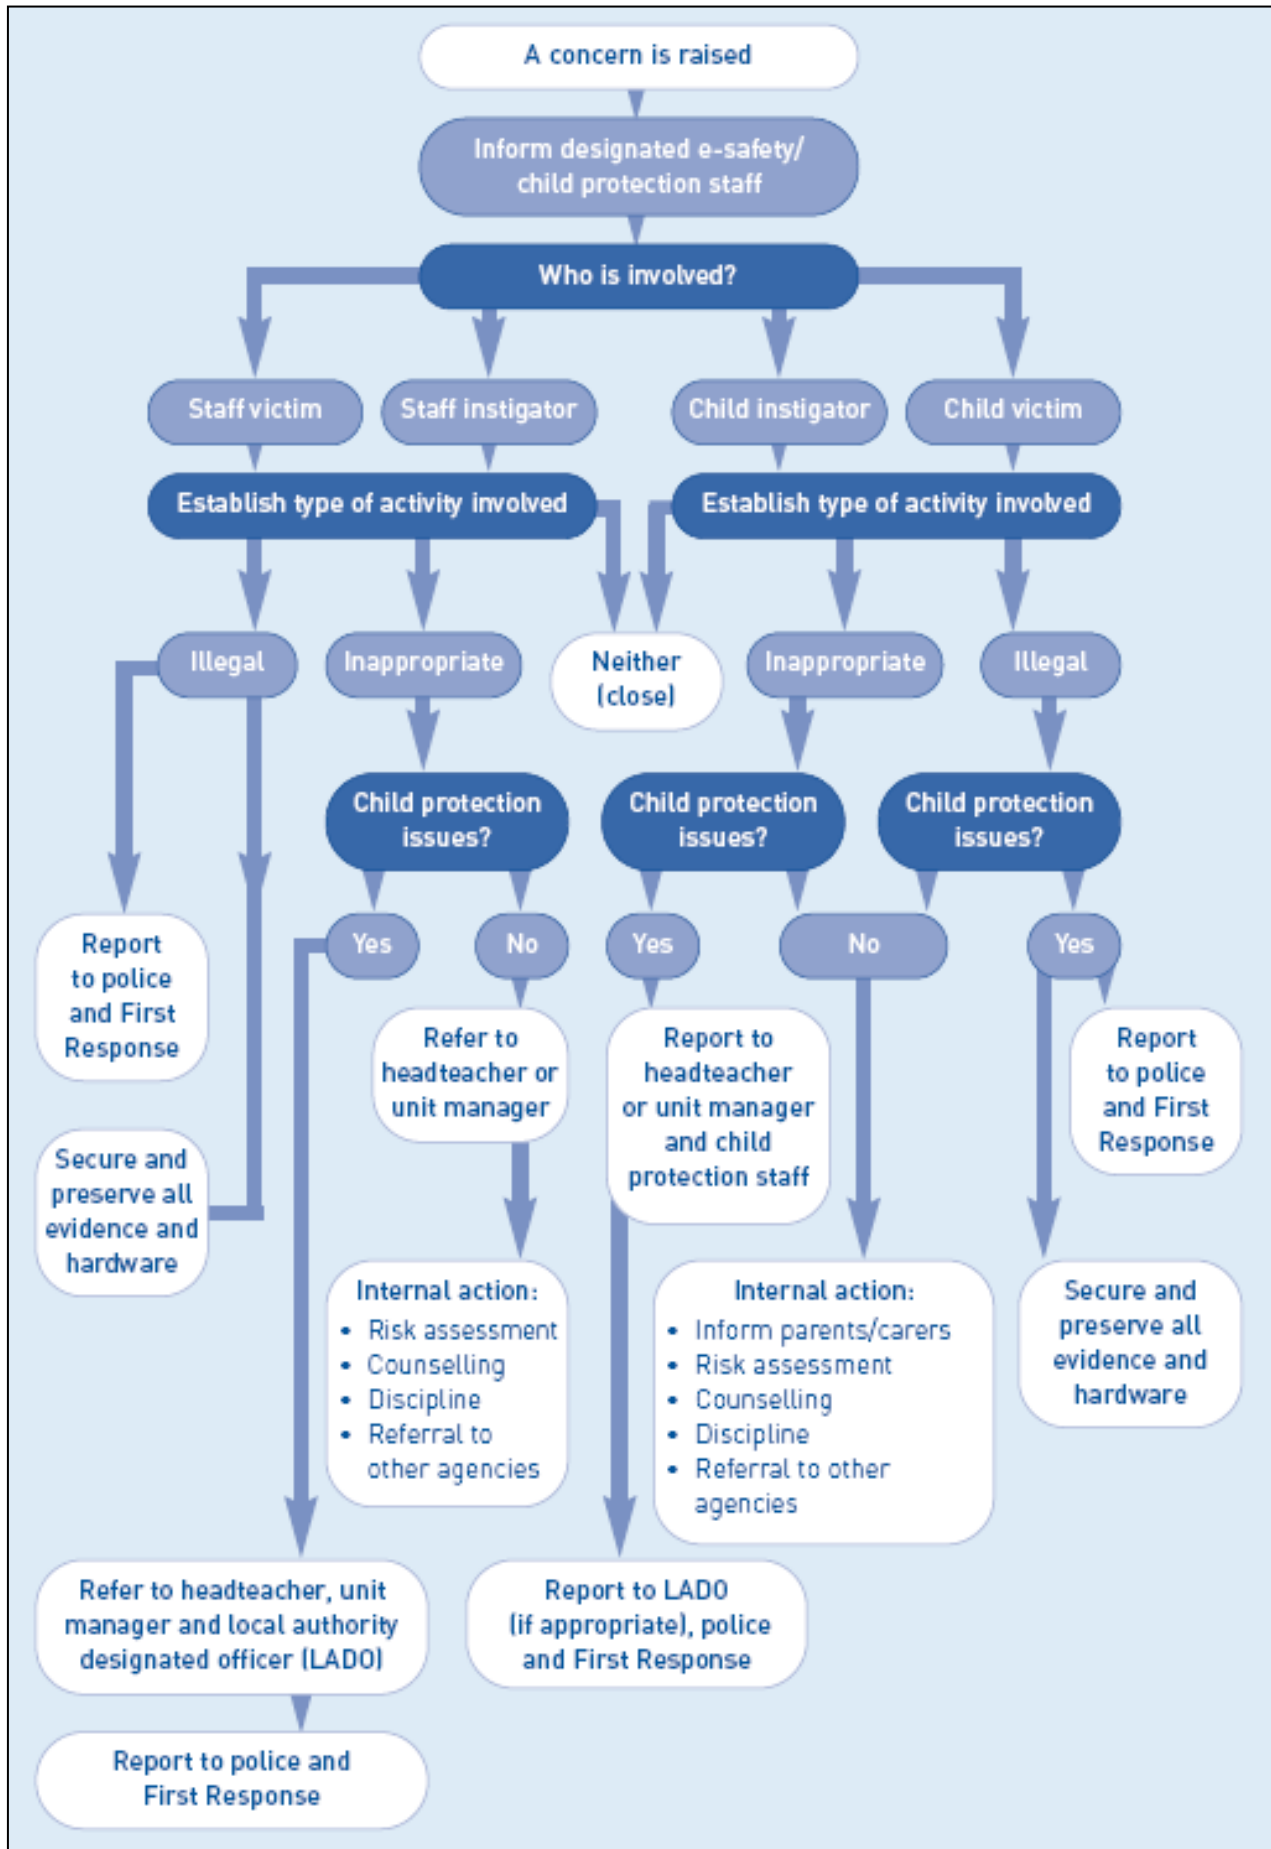 A concern is raised
Inform designated e-safety/
child protection staff
Who is involved?
Staff victim
Staff instigator
Child instigator
Child victim
Establish type of activity involved
Establish type of activity involved
Illegal
Inappropriate
Neither
(close)
Inappropriate
Illegal
Child protection
issues?
Child protection
issues?
Child protection
issues?
Yes
No
Yes
No
Yes
Report
to police
and First
Response
Refer to
headteacher or
unit manager
Report to
headteacher
or unit manager
and child
protection staff
Report
to police
and First
Response
Secure and
preserve all
evidence and
hardware
Internal action:
• Risk assessment
• Counselling
• Discipline
• Referral to
other agencies
Internal action:
• Inform parents/carers
• Risk assessment
• Counselling
• Discipline
• Referral to other
agencies
Secure and
preserve all
evidence and
hardware
Refer to headteacher, unit
manager and local authority
designated officer (LADO)
Report to LADO
(if appropriate), police
and First Response
Report to police and
First Response